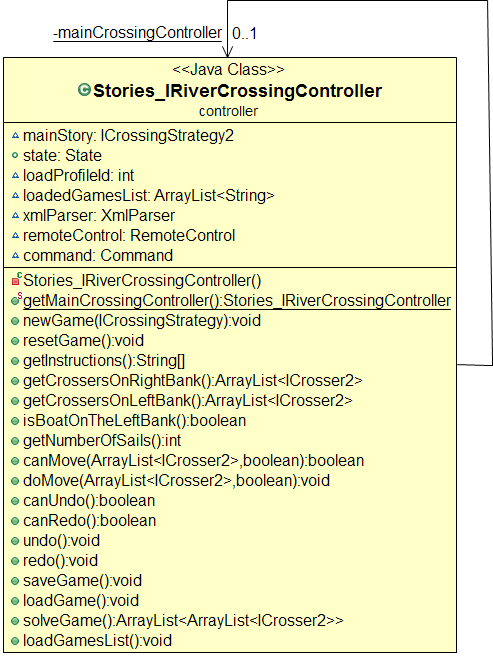 -mainCrossingController 0..1
<<Java Class>>
Stories_IRiverCrossingController
controller
mainStory: ICrossingStrategy2
state: State
loadProfileId: int
loadedGamesList: ArrayList<String>
xmlParser: XmlParser
remoteControl: RemoteControl
command: Command
Stories_IRiverCrossingController()
getMainCrossingController():Stories_IRiverCrossingController
newGame(ICrossingStrategy):void
resetGame():void
getInstructions():String[]
getCrossersOnRightBank():ArrayList<ICrosser2>
getCrossersOnLeftBank():ArrayList<ICrosser2>
isBoatOnTheLeftBank():boolean
getNumberOfSails():int
canMove(ArrayList<ICrosser2>,boolean):boolean
doMove(ArrayList<ICrosser2>,boolean):void
canUndo():boolean
canRedo():boolean
undo():void
redo():void
saveGame():void
loadGame():void
solveGame():ArrayList<ArrayList<ICrosser2>>
loadGamesList():void